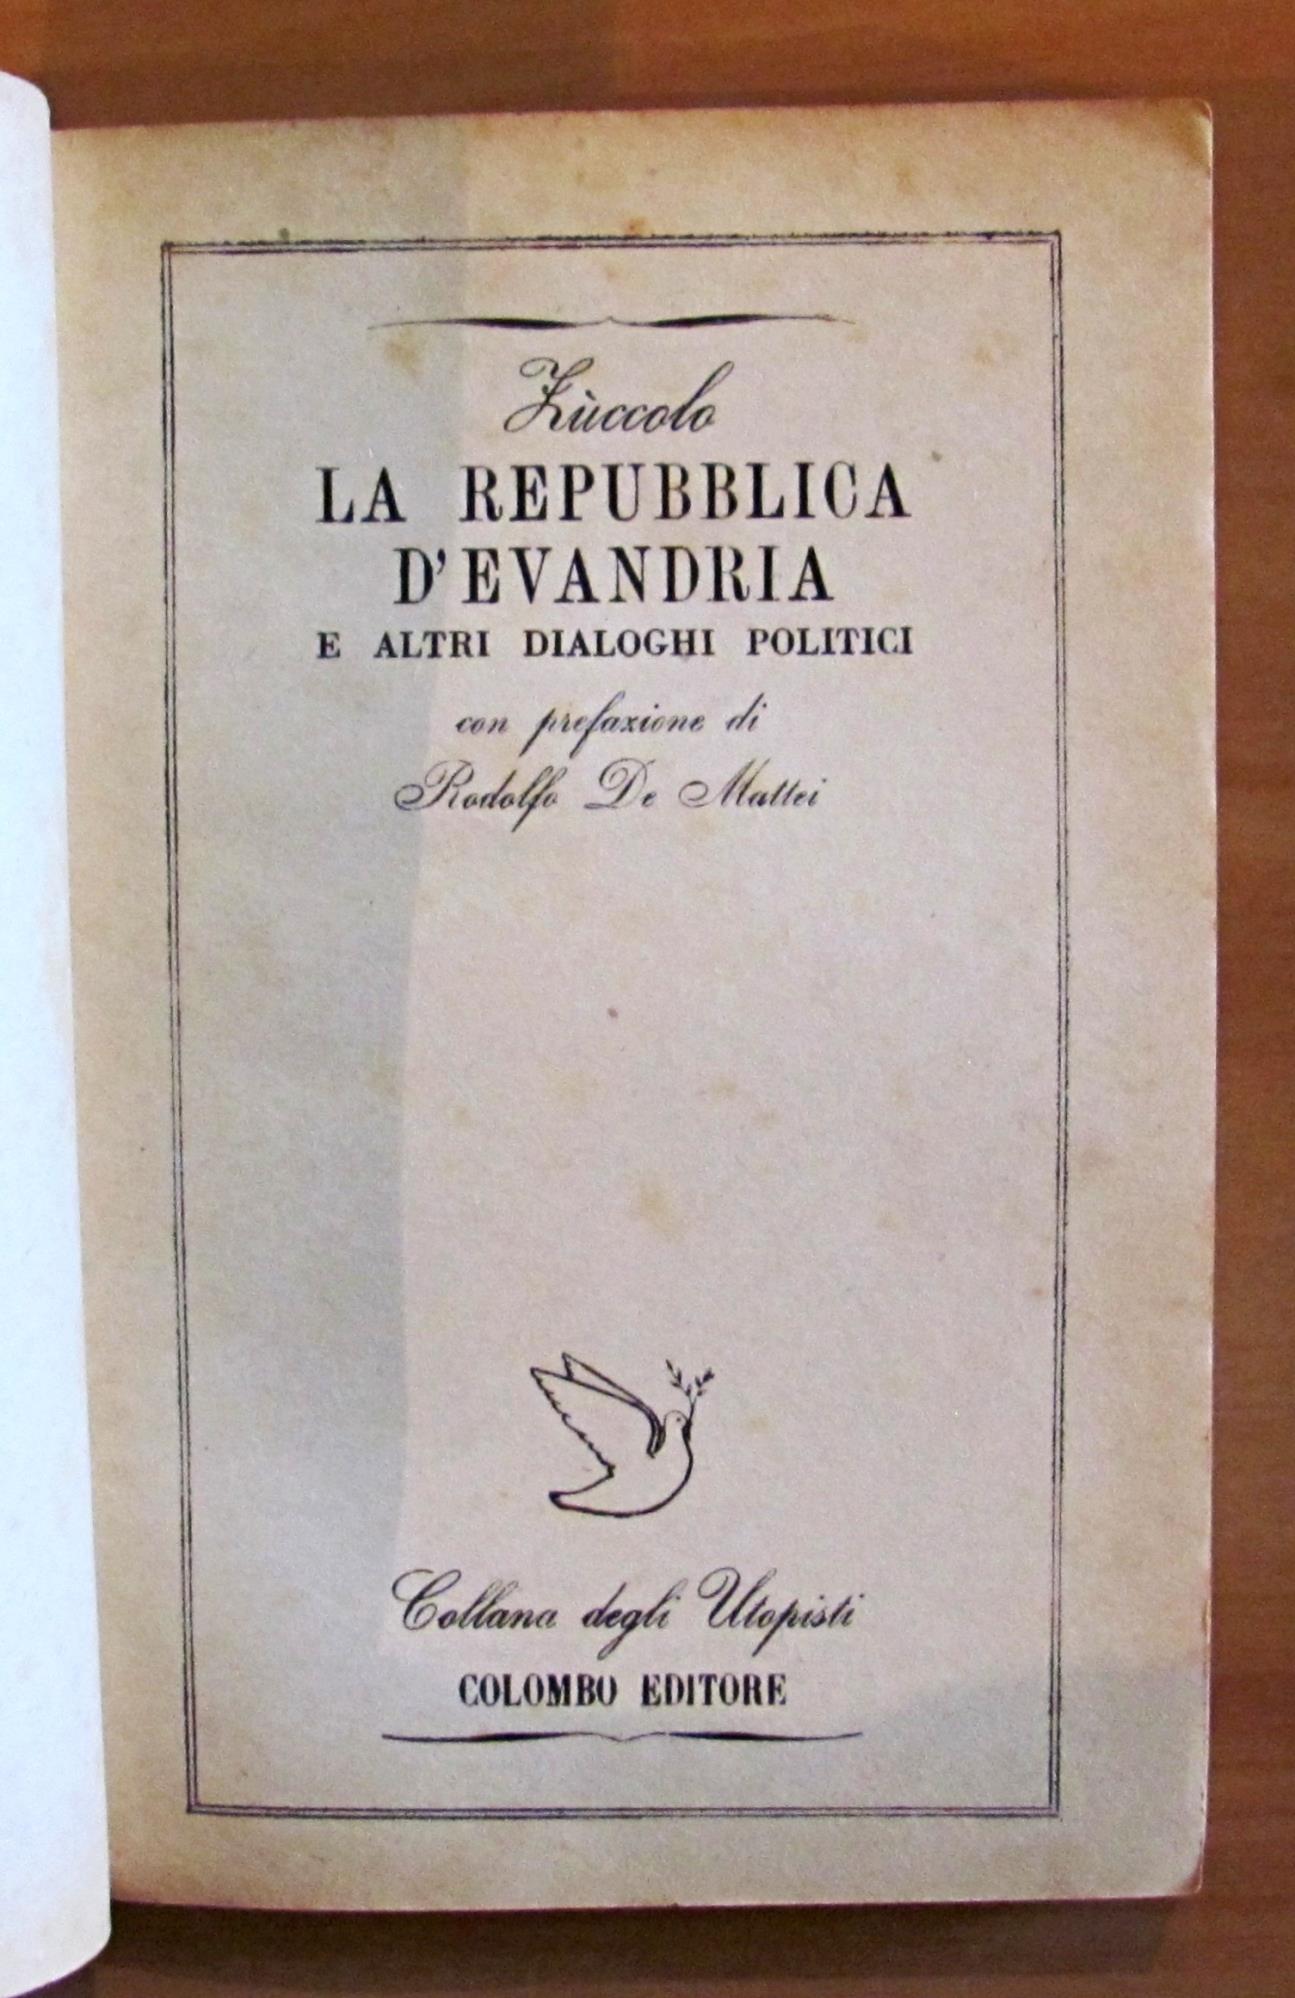 Zùccolo
LA REPUBBLICA
D'EVANDRIA
E ALTRI DIALOGHI POLITICI
con prefazione di
Rodolfo De Mattei
Collana degli Utopisti
COLOMBO EDITORE